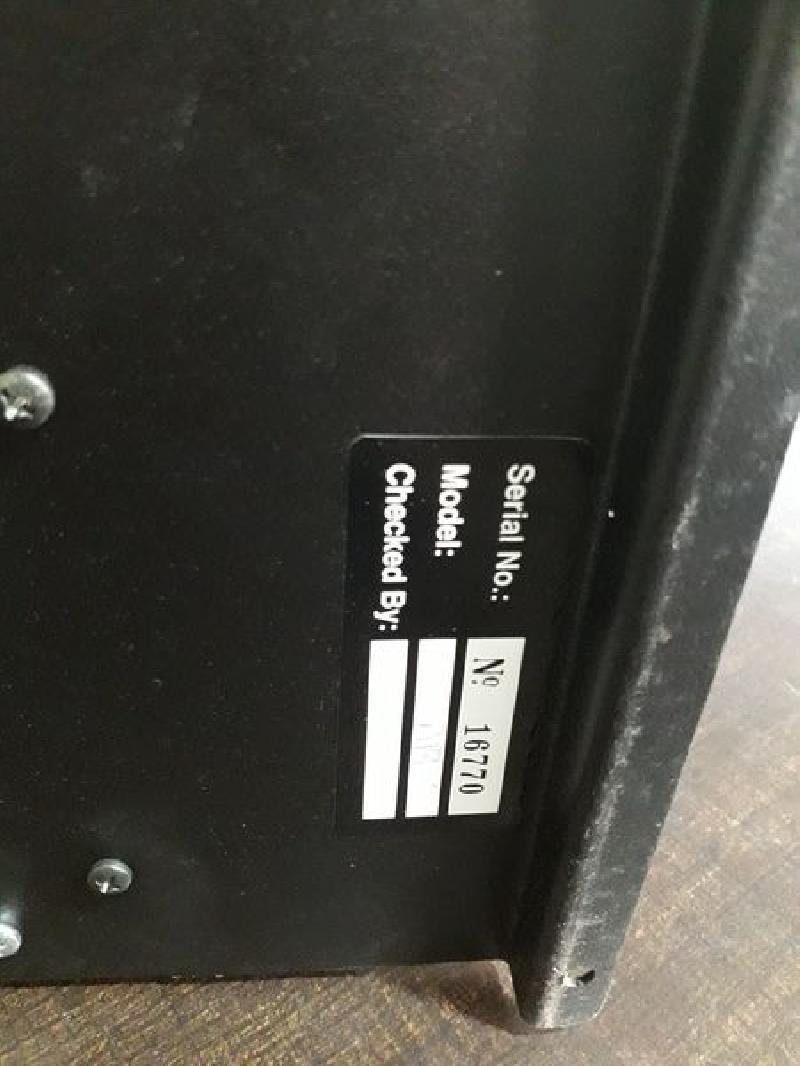 Serial No.: Nº 16770
Model:
Checked By: